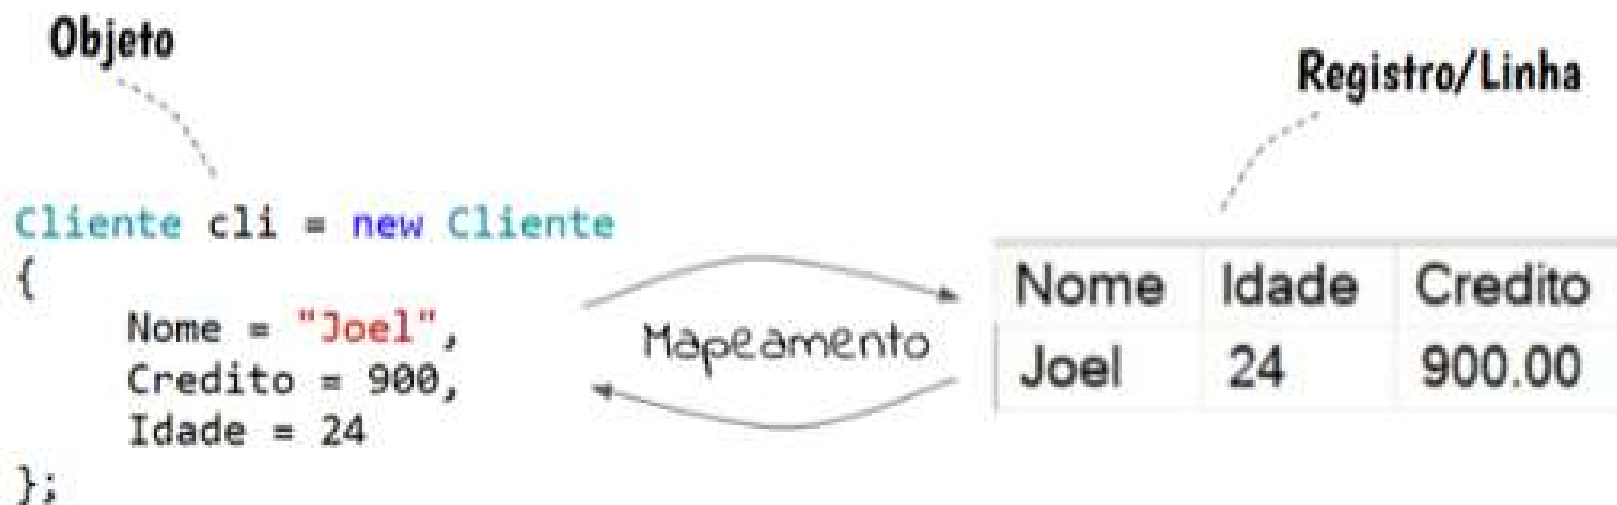 Objeto
Registro/Linha
Cliente cli = new Cliente
{
Nome = "Joel",
Credito = 900,
Idade = 24
};
Mapeamento
Nome Idade Credito
Joel 24 900.00